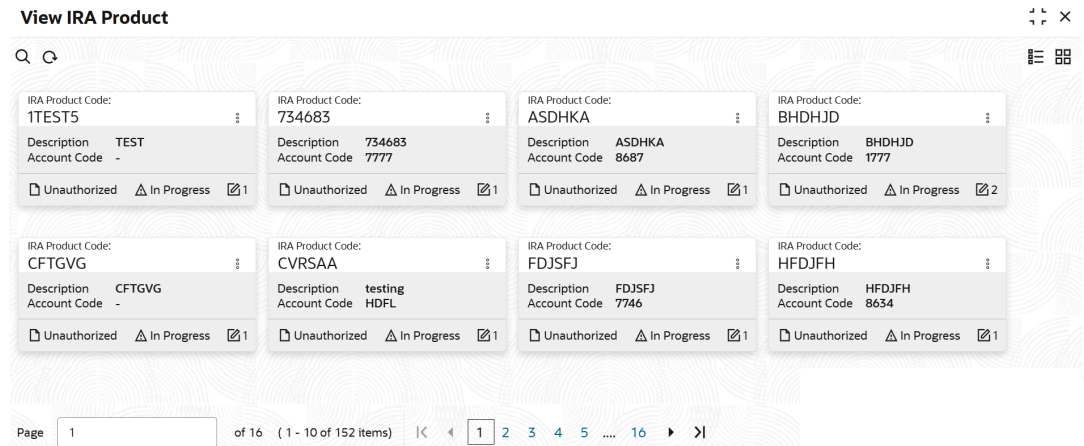 View IRA Product
IRA Product Code:
1TEST5
Description TEST
Account Code -
Unauthorized In Progress 1
IRA Product Code:
734683
Description 734683
Account Code 7777
Unauthorized In Progress 1
IRA Product Code:
ASDHKA
Description ASDHKA
Account Code 8687
Unauthorized In Progress 1
IRA Product Code:
BHDHJD
Description BHDHJD
Account Code 1777
Unauthorized In Progress 2
IRA Product Code:
CFTGVG
Description CFTGVG
Account Code -
Unauthorized In Progress 1
IRA Product Code:
CVRSAA
Description testing
Account Code HDFL
Unauthorized In Progress 1
IRA Product Code:
FDJSFJ
Description FDJSFJ
Account Code 7746
Unauthorized In Progress 1
IRA Product Code:
HFDJFH
Description HFDJFH
Account Code 8634
Unauthorized In Progress 1
Page 1 of 16 ( 1 - 10 of 152 items) 1 2 3 4 5 .... 16